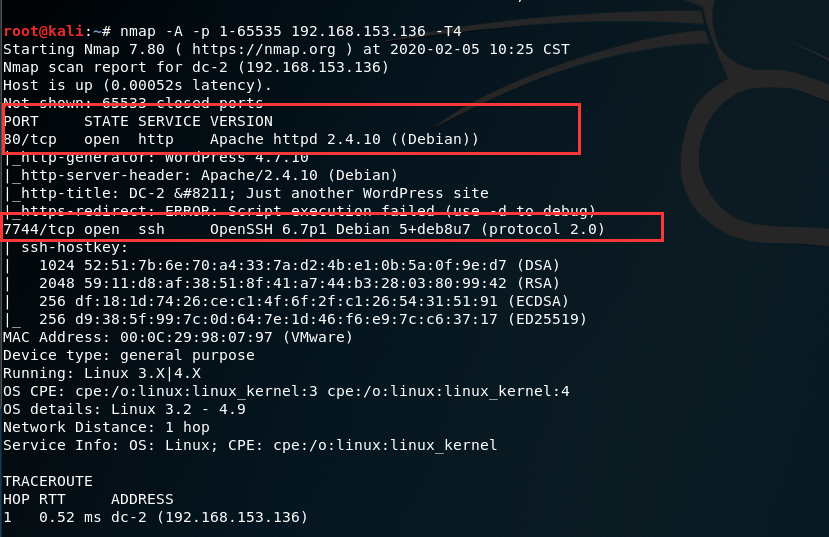 root@kali:~# nmap -A -p 1-65535 192.168.153.136 -T4
Starting Nmap 7.80 ( https://nmap.org ) at 2020-02-05 10:25 CST
Nmap scan report for dc-2 (192.168.153.136)
Host is up (0.00052s latency).
Not shown: 65533 closed ports
PORT     STATE SERVICE VERSION
80/tcp   open  http    Apache httpd 2.4.10 ((Debian))
|_http-generator: WordPress 4.7.10
|_http-server-header: Apache/2.4.10 (Debian)
|_http-title: DC-2 &#8211; Just another WordPress site
|_https-redirect: ERROR: Script execution failed (use -d to debug)
7744/tcp open  ssh     OpenSSH 6.7p1 Debian 5+deb8u7 (protocol 2.0)
| ssh-hostkey:
|   1024 52:51:7b:6e:70:a4:33:7a:d2:4b:e1:0b:5a:0f:9e:d7 (DSA)
|   2048 59:11:d8:af:38:51:8f:41:a7:44:b3:28:03:80:99:42 (RSA)
|   256 df:18:1d:74:26:ce:c1:4f:6f:2f:c1:26:54:31:51:91 (ECDSA)
|_  256 d9:38:5f:99:7c:0d:64:7e:1d:46:f6:e9:7c:c6:37:17 (ED25519)
MAC Address: 00:0C:29:98:07:97 (VMware)
Device type: general purpose
Running: Linux 3.X|4.X
OS CPE: cpe:/o:linux:linux_kernel:3 cpe:/o:linux:linux_kernel:4
OS details: Linux 3.2 - 4.9
Network Distance: 1 hop
Service Info: OS: Linux; CPE: cpe:/o:linux:linux_kernel

TRACEROUTE
HOP RTT     ADDRESS
1   0.52 ms dc-2 (192.168.153.136)